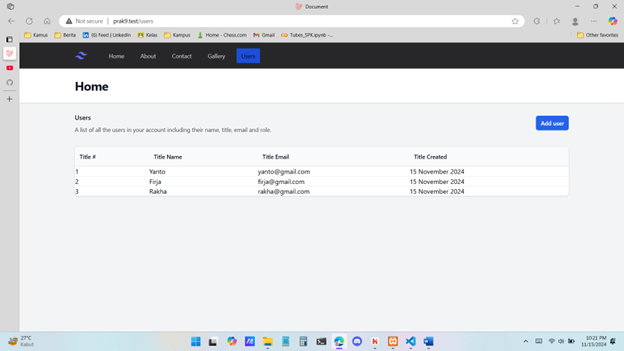 Document
Not secure | prak9.test/users
Kamus Berita (6) Feed | LinkedIn Kelas Kampus Home - Chess.com Gmail Tubes_SPK.ipynb -... Other favorites
Home About Contact Gallery Users
Home
Users
A list of all the users in your account including their name, title, email and role.
Add user
Title # Title Name Title Email Title Created
1 Yanto yanto@gmail.com 15 November 2024
2 Firja firja@gmail.com 15 November 2024
3 Rakha rakha@gmail.com 15 November 2024
27°C
Kabut
10:21 PM
11/15/2024